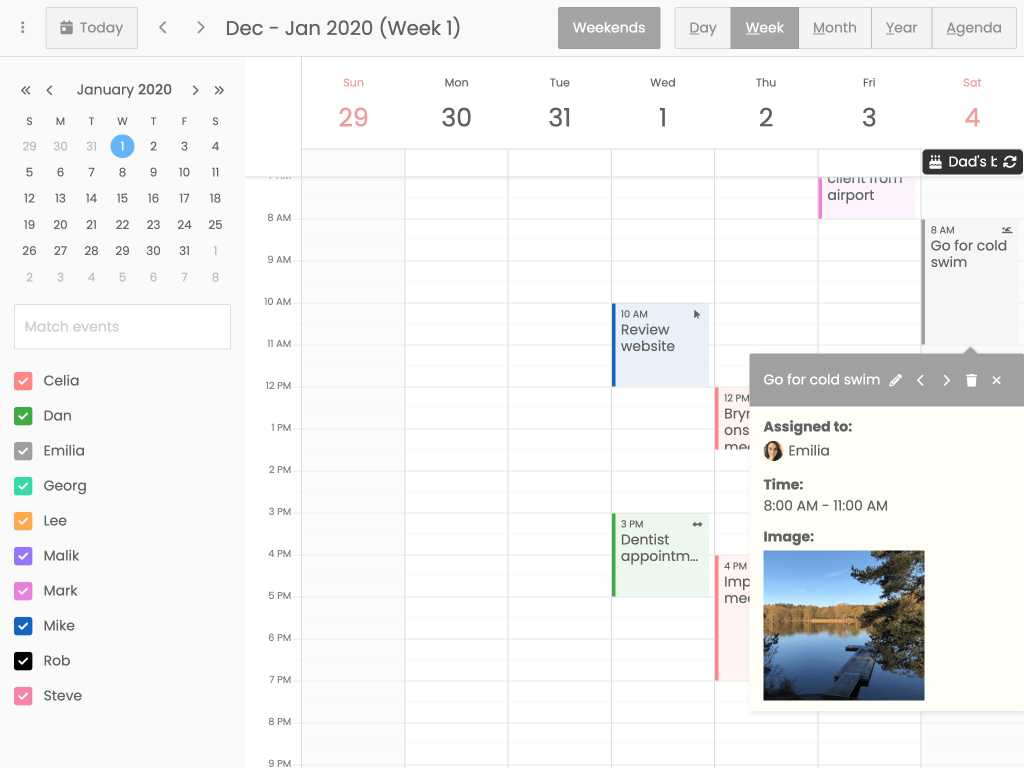 Today
Dec - Jan 2020 (Week 1)
Weekends
Day
Week
Month
Year
Agenda
January 2020
S M T W T F S
29 30 31 1 2 3 4
5 6 7 8 9 10 11
12 13 14 15 16 17 18
19 20 21 22 23 24 25
26 27 28 29 30 31 1
2 3 4 5 6 7 8
Match events
Celia
Dan
Emilia
Georg
Lee
Malik
Mark
Mike
Rob
Steve
Sun
29
Mon
30
Tue
31
Wed
1
Thu
2
Fri
3
Sat
4
Dad's
8 AM
9 AM
10 AM
11 AM
12 PM
1 PM
2 PM
3 PM
4 PM
5 PM
6 PM
7 PM
8 PM
9 PM
client from
airport
8 AM
Go for cold
swim
10 AM
Review
website
12 PM
3 PM
Dentist
appointm...
4 PM
Go for cold swim
Assigned to:
Emilia
Time:
8:00 AM - 11:00 AM
Image: